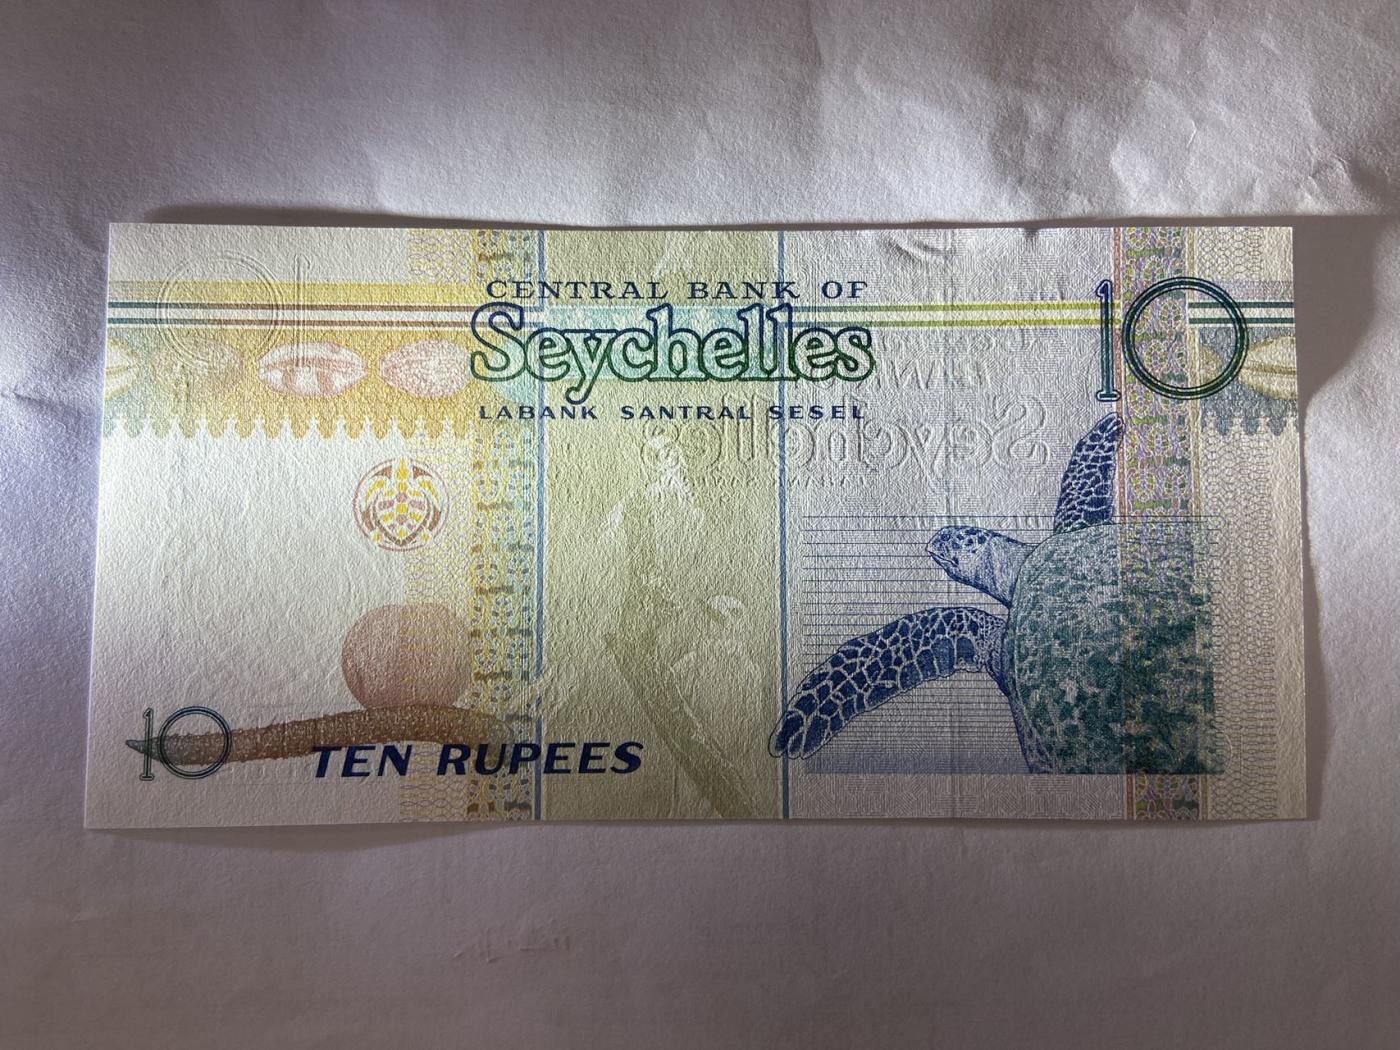 CENTRAL BANK OF
Seychelles
LABANK SANTRAL SESEL
10
10
TEN RUPEES